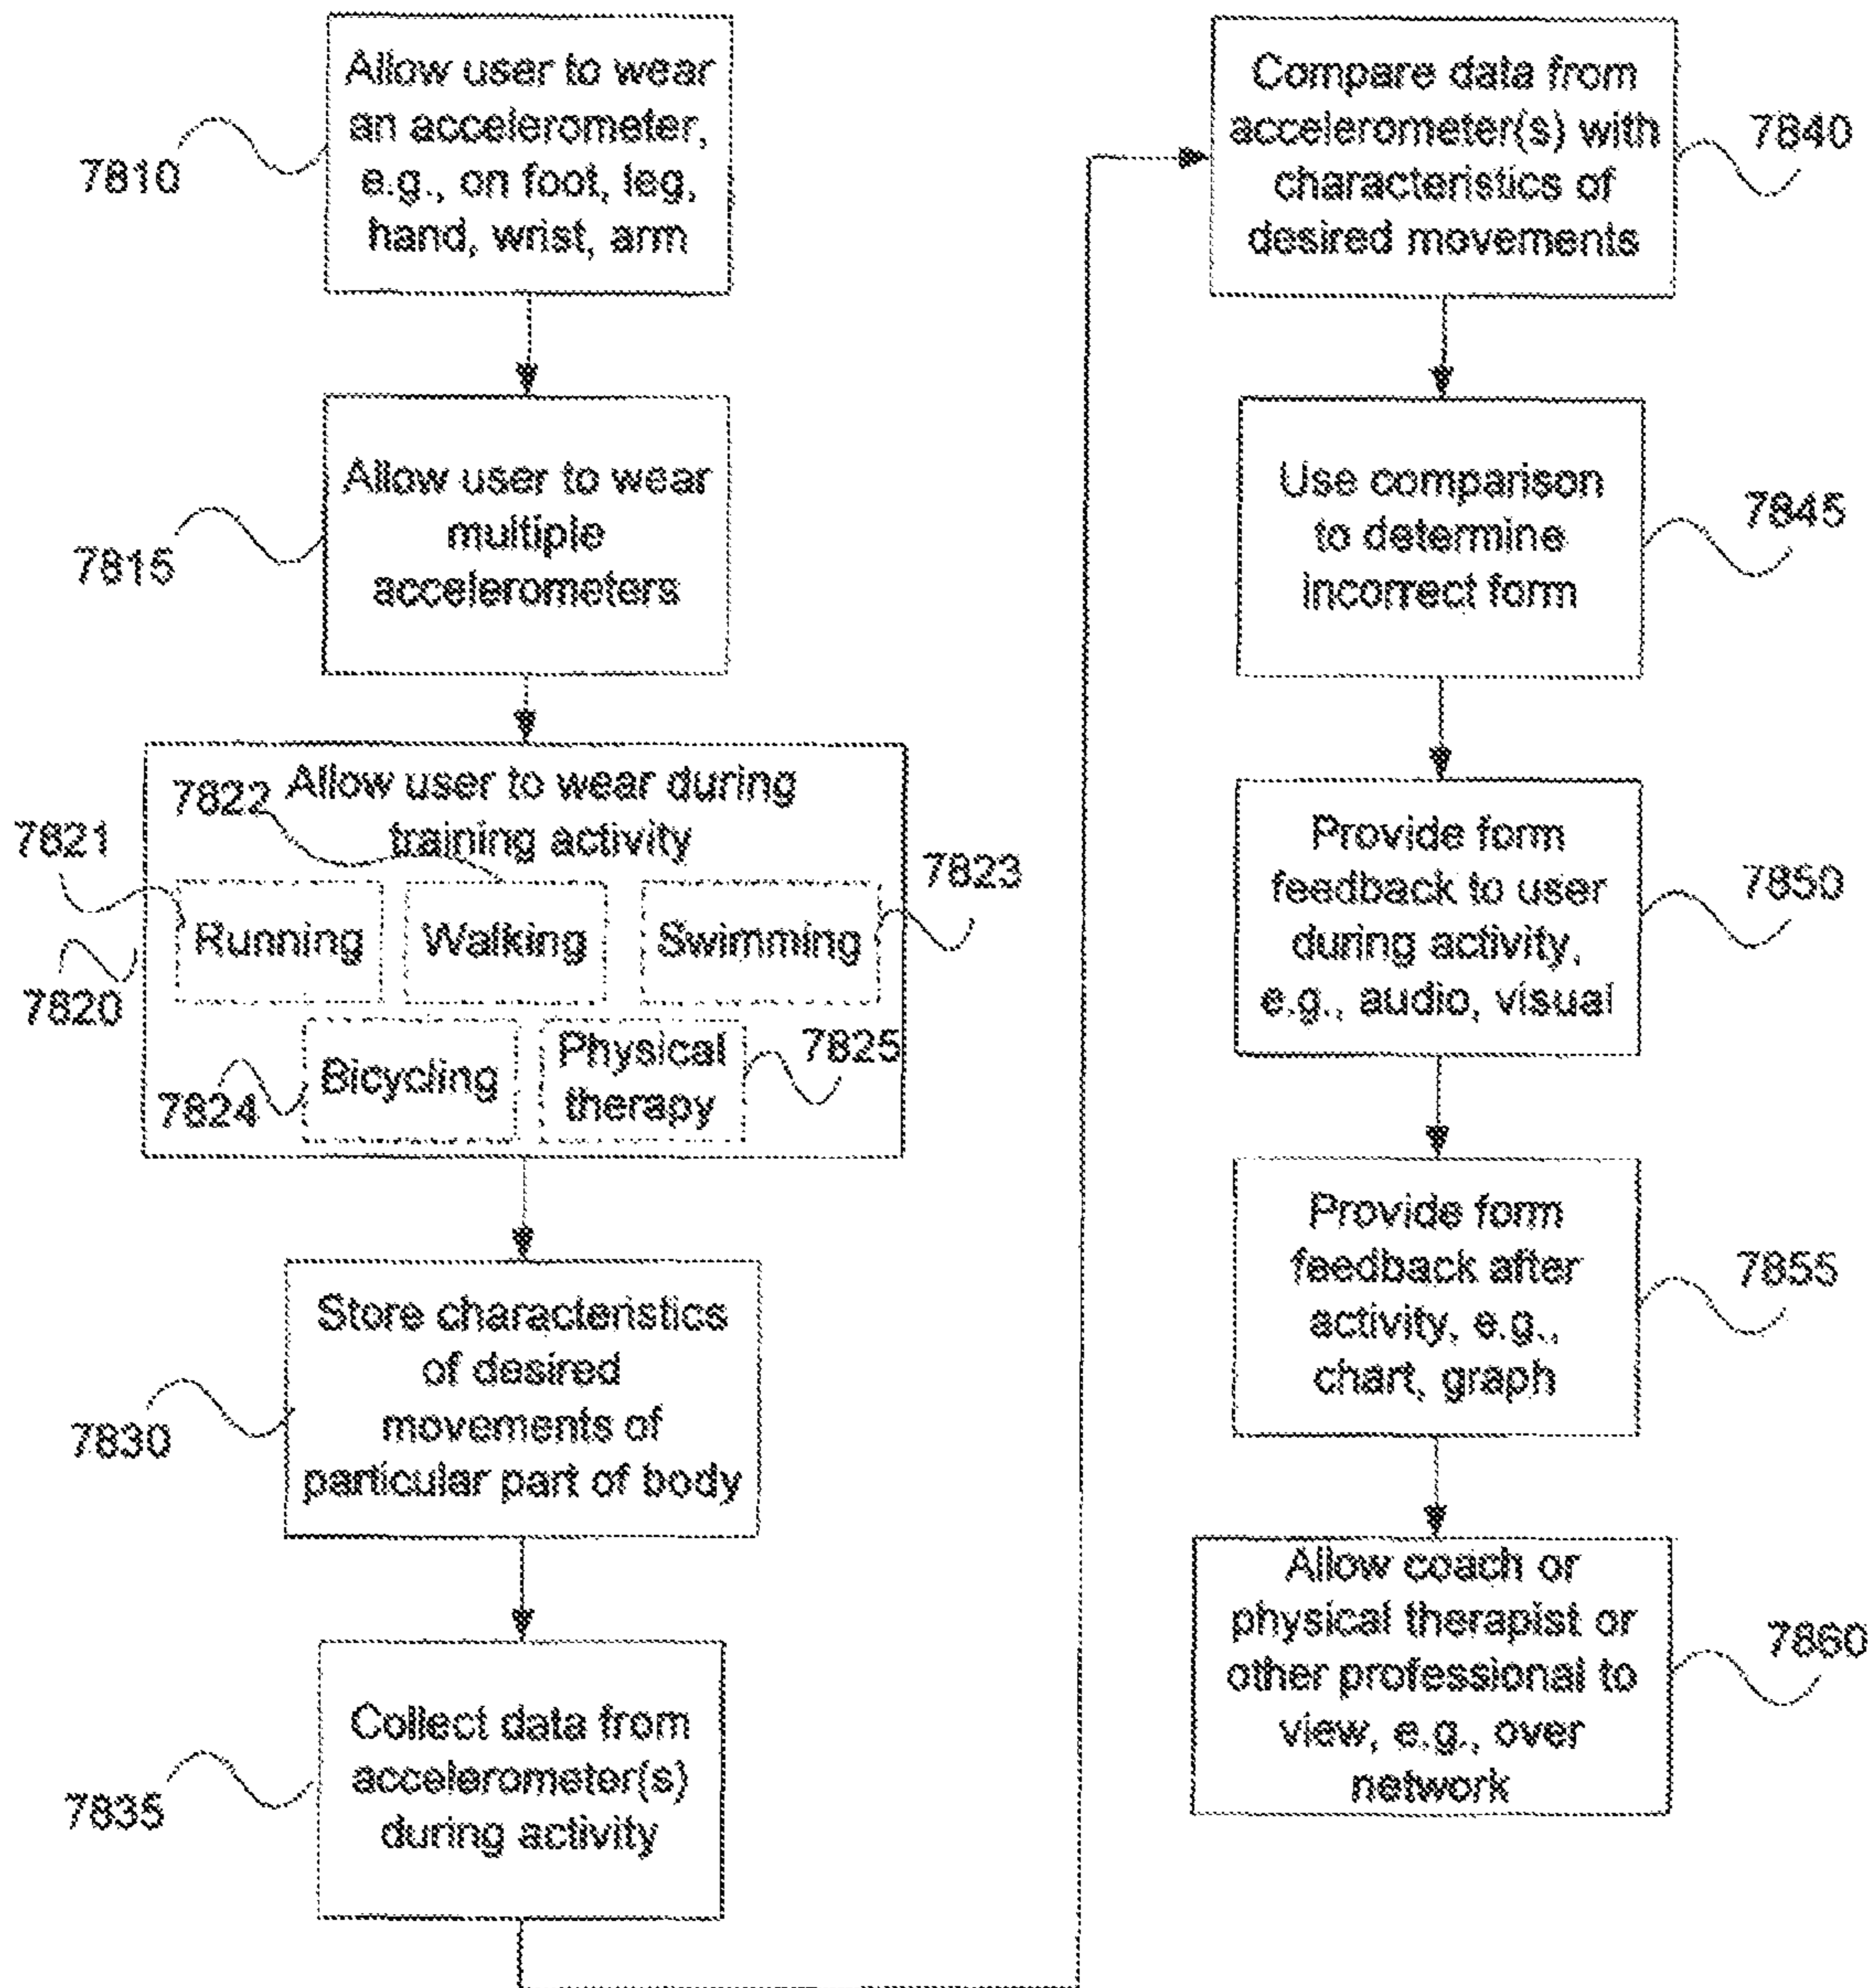 Allow user to wear
an accelerometer,
e.g., on foot, leg,
hand, wrist, arm
7810
Allow user to wear
multiple
accelerometers
7815
Allow user to wear during
training activity
7822
7821
7823
Running
Walking
Swimming
7820
Bicycling
Physical
therapy
7825
7824
Store characteristics
of desired
movements of
particular part of body
7830
Collect data from
accelerometer(s)
during activity
7835
Compare data from
accelerometer(s) with
characteristics of
desired movements
7840
Use comparison
to determine
incorrect form
7845
Provide form
feedback to user
during activity,
e.g., audio, visual
7850
Provide form
feedback after
activity, e.g.,
chart, graph
7855
Allow coach or
physical therapist or
other professional to
view, e.g., over
network
7860